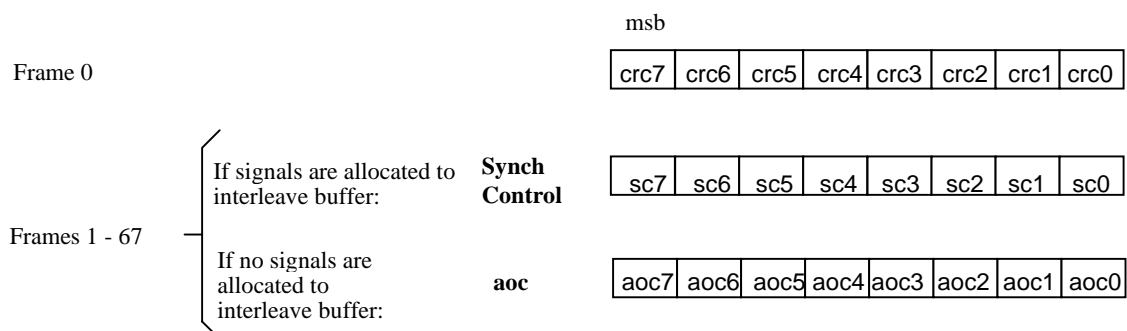 msb
Frame 0
crc7 crc6 crc5 crc4 crc3 crc2 crc1 crc0
If signals are allocated to
interleave buffer:
Synch
Control
sc7 sc6 sc5 sc4 sc3 sc2 sc1 sc0
Frames 1 - 67
If no signals are
allocated to
interleave buffer:
aoc
aoc7 aoc6 aoc5 aoc4 aoc3 aoc2 aoc1 aoc0